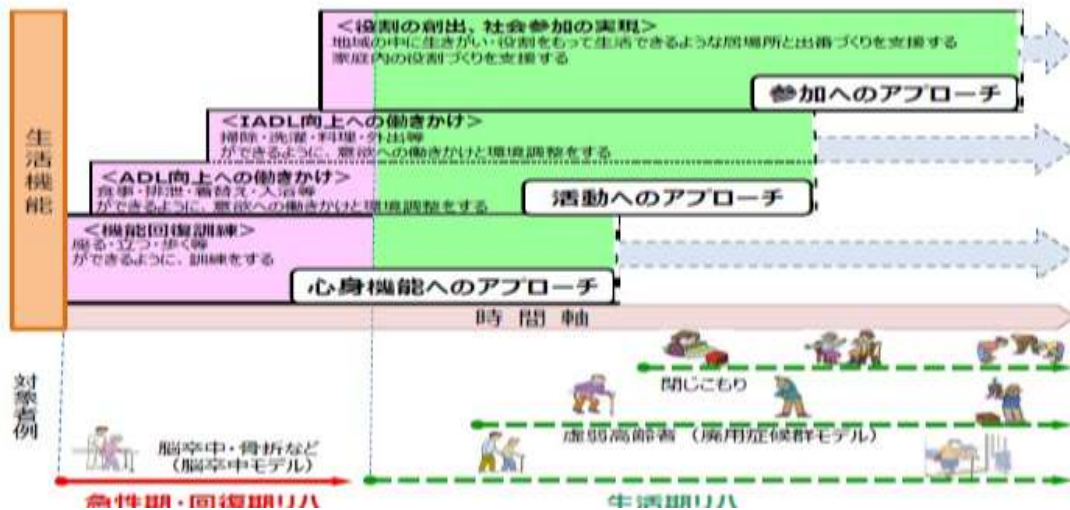 <役割の創出、社会参加の実現>
地域の中に生きがい・役割をもって生活できるような居場所と出番づくりを支援する
家庭内の役割づくりを支援する
参加へのアプローチ
<IADL向上への働きかけ>
掃除・洗濯・料理・外出等
ができるように、意欲への働きかけと環境調整をする
<ADL向上への働きかけ>
食事・排泄・着替え・入浴等
ができるように、意欲への働きかけと環境調整をする
活動へのアプローチ
<機能回復訓練>
座る・立つ・歩く等
ができるように、訓練をする
心身機能へのアプローチ
生活機能
時間軸
対象者例
閉じこもり
虚弱高齢者（廃用症候群モデル）
脳卒中・骨折など
（脳卒中モデル）
急性期・回復期リハ
生活期リハ